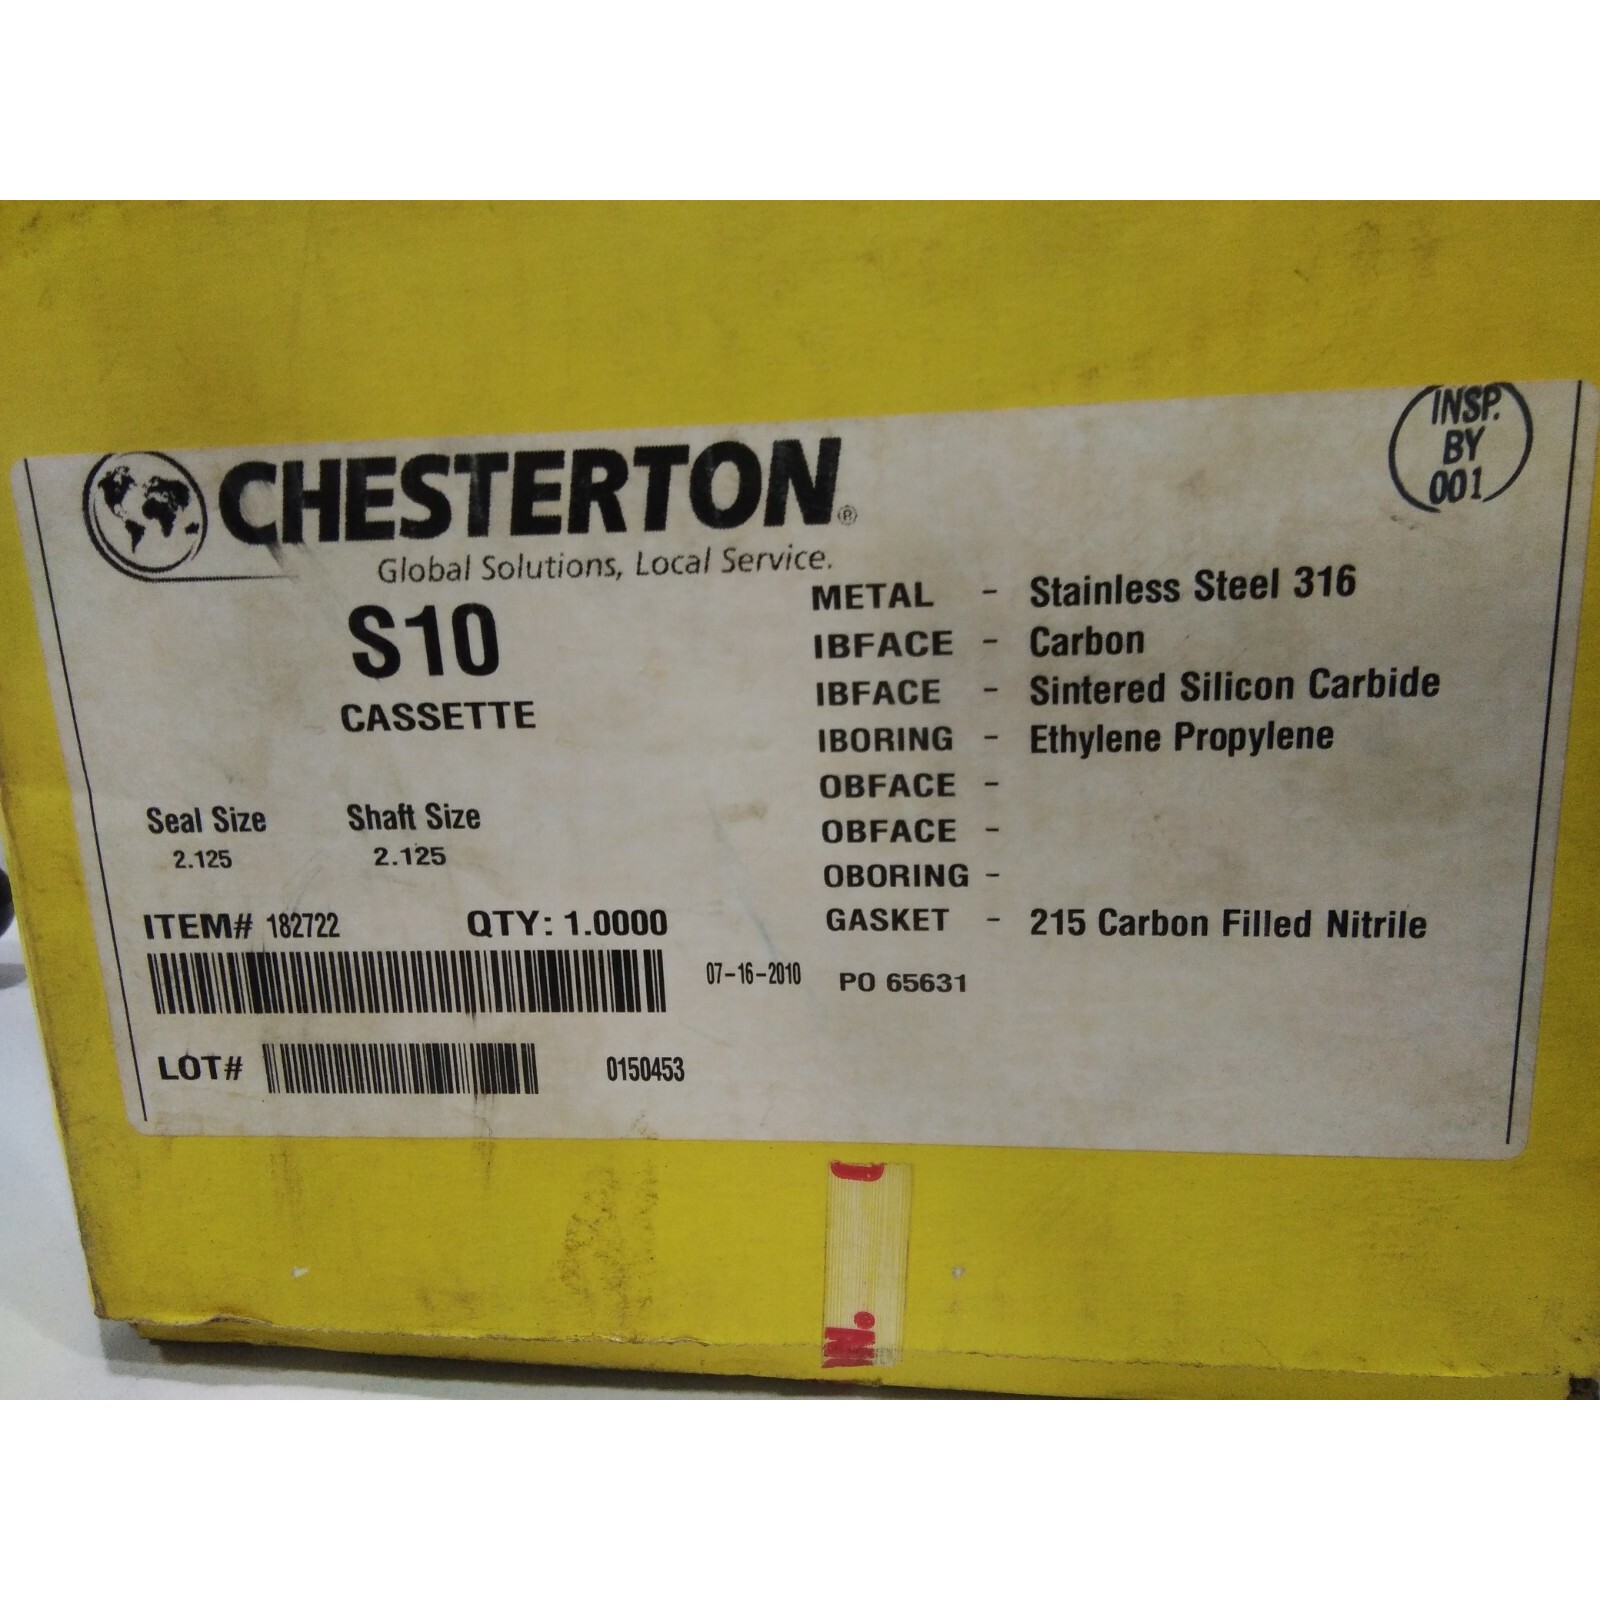 INSP.
BY
001
CHESTERTON®
Global Solutions, Local Service.
S10
CASSETTE
Seal Size Shaft Size
2.125 2.125
ITEM# 182722 QTY: 1.0000
07-16-2010
LOT# 0150453
METAL - Stainless Steel 316
IBFACE - Carbon
IBFACE - Sintered Silicon Carbide
IBORING - Ethylene Propylene
OBFACE -
OBFACE -
OBORING -
GASKET - 215 Carbon Filled Nitrile
PO 65631